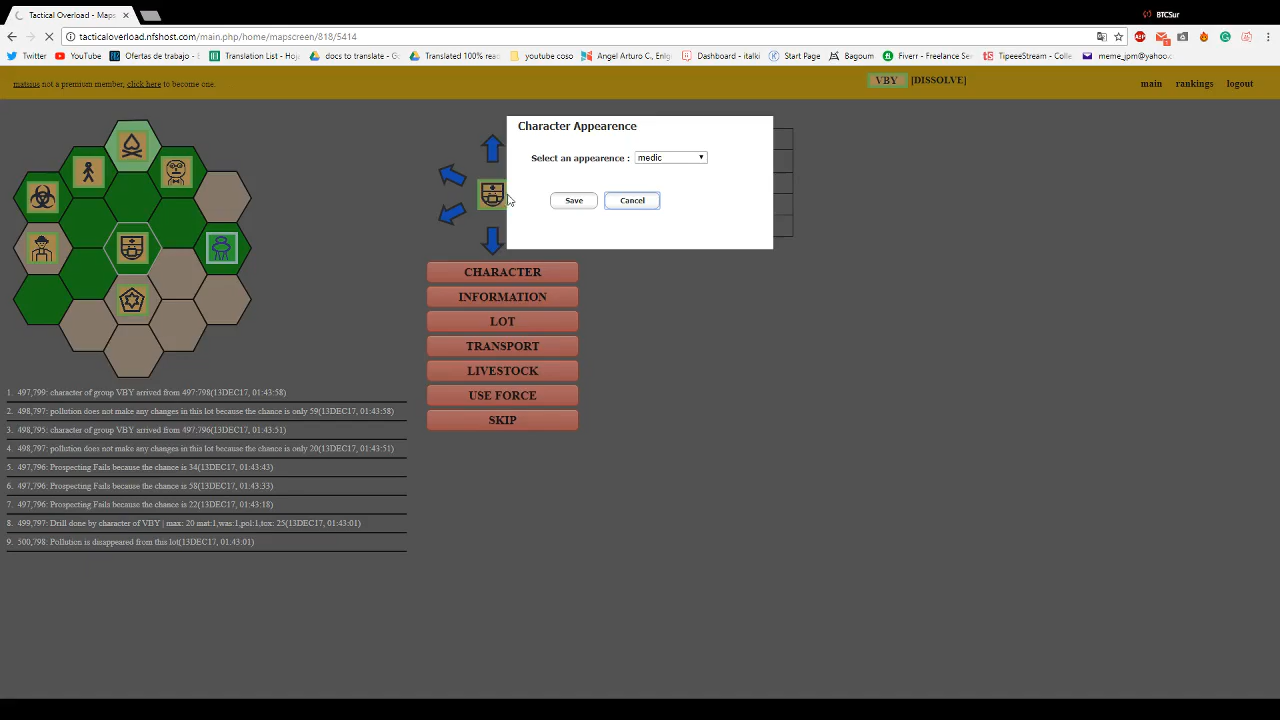 BTCSur
Tactical Overload - Maps
tacticaloverload.nfshost.com/main.php/home/mapscreen/818/5414
Twitter
YouTube
Ofertas de trabajo -
Translation List - Ho
docs to translate - G
Translated 100% reac
youtube coso
Angel Arturo C., Eng
Dashboard - italki
Start Page
Bagoum
Fiverr - Freelance Se
TipeeeStream - Colle
meme_jpm@yahoo.c
matssus not a premium member, click here to become one.
VBY [DISSOLVE]
main rankings logout
Character Appearence
Select an appearence : medic
Save Cancel
CHARACTER
INFORMATION
LOT
TRANSPORT
LIVESTOCK
USE FORCE
SKIP
1. 497,799: character of group VBY arrived from 497:798(13DEC17, 01:43:58)
2. 498,797: pollution does not make any changes in this lot because the chance is only 59(13DEC17, 01:43:58)
3. 498,795: character of group VBY arrived from 497:796(13DEC17, 01:43:51)
4. 498,797: pollution does not make any changes in this lot because the chance is only 20(13DEC17, 01:43:51)
5. 497,796: Prospecting Fails because the chance is 34(13DEC17, 01:43:43)
6. 497,796: Prospecting Fails because the chance is 58(13DEC17, 01:43:33)
7. 497,796: Prospecting Fails because the chance is 22(13DEC17, 01:43:18)
8. 499,797: Drill done by character of VBY | max: 20 mat:1,was:1,pol:1,tox: 25(13DEC17, 01:43:01)
9. 500,798: Pollution is disappeared from this lot(13DEC17, 01:43:01)